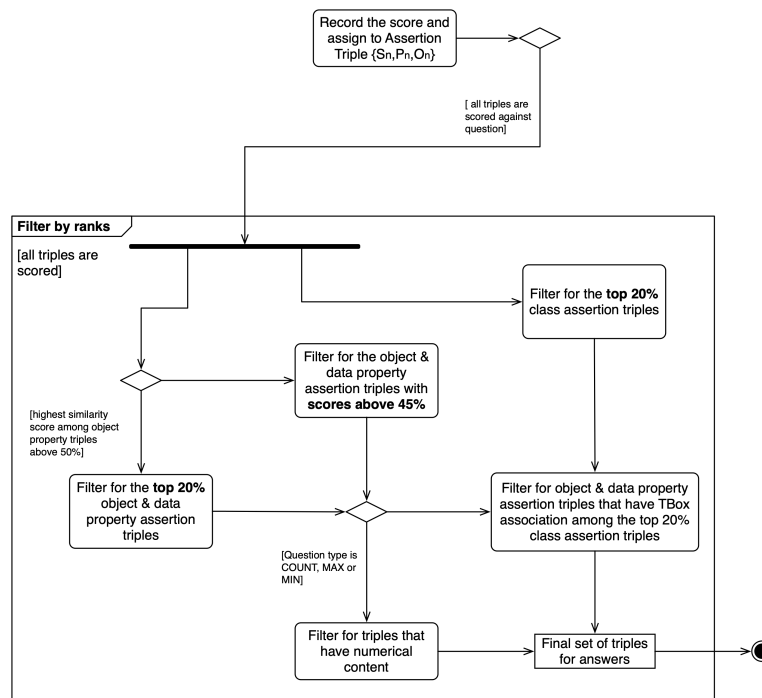 Record the score and
assign to Assertion
Triple {Sn,Pn,On}
[ all triples are
scored against
question]
Filter by ranks
[all triples are
scored]
Filter for the top 20%
class assertion triples
Filter for the object &
data property
assertion triples with
scores above 45%
[highest similarity
score among object
property triples
above 50%]
Filter for the top 20%
object & data
property assertion
triples
Filter for object & data property
assertion triples that have TBox
association among the top 20%
class assertion triples
[Question type is
COUNT, MAX or
MIN]
Filter for triples that
have numerical
content
Final set of triples
for answers